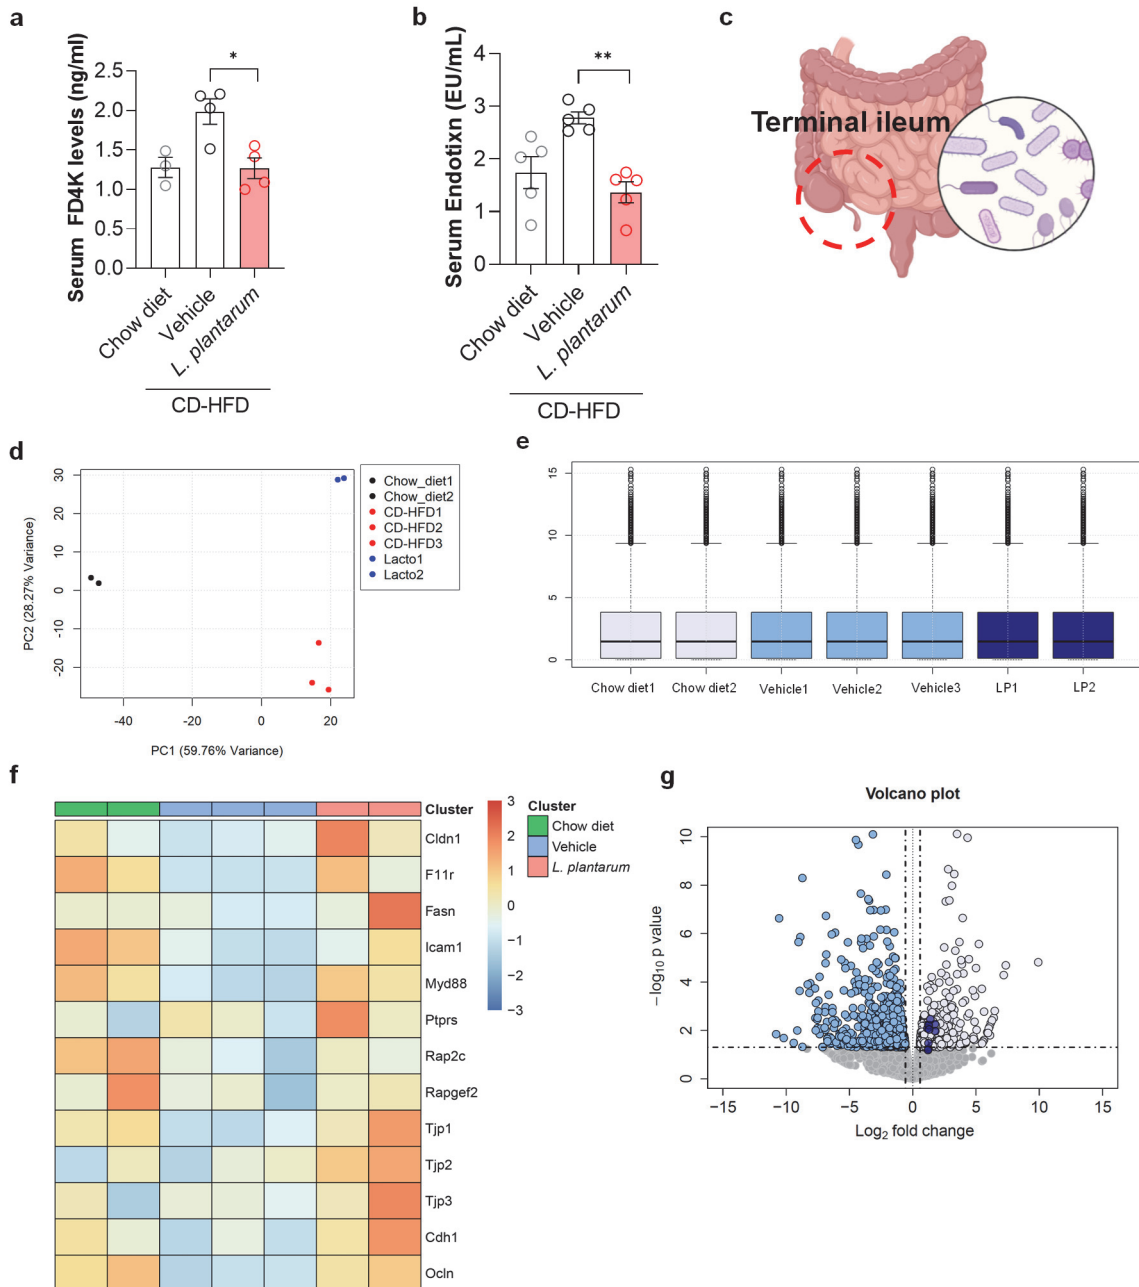 a
Serum FD4K levels (ng/ml)
2.5
2.0
1.5
1.0
0.5
0.0
*
Chow diet
Vehicle
L. plantarum
CD-HFD
b
Serum Endotixn (EU/mL)
4
3
2
1
0
**
Chow diet
Vehicle
L. plantarum
CD-HFD
c
Terminal ileum
d
PC2 (28.27% Variance)
30
20
10
0
-10
-20
-40
-20
0
20
PC1 (59.76% Variance)
Chow_diet1
Chow_diet2
CD-HFD1
CD-HFD2
CD-HFD3
Lacto1
Lacto2
e
15
10
5
0
Chow diet1
Chow diet2
Vehicle1
Vehicle2
Vehicle3
LP1
LP2
f
Cluster
Cldn1
F11r
Fasn
Icam1
Myd88
Ptprs
Rap2c
Rapgef2
Tjp1
Tjp2
Tjp3
Cdh1
Ocln
3
2
1
0
−1
−2
−3
Cluster
Chow diet
Vehicle
L. plantarum
g
Volcano plot
−log10 p value
10
8
6
4
2
0
−15
−10
−5
0
5
10
15
Log2 fold change